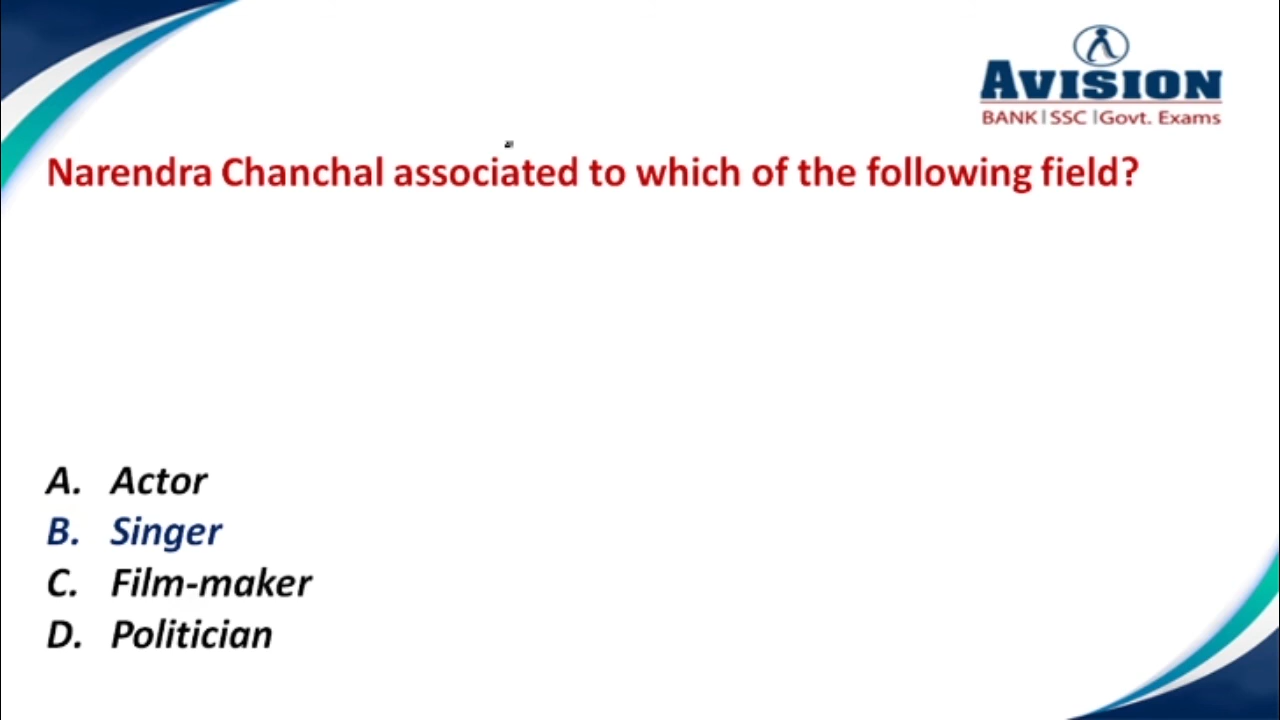 AVISION
BANK | SSC | Govt. Exams
Narendra Chanchal associated to which of the following field?
A. Actor
B. Singer
C. Film-maker
D. Politician